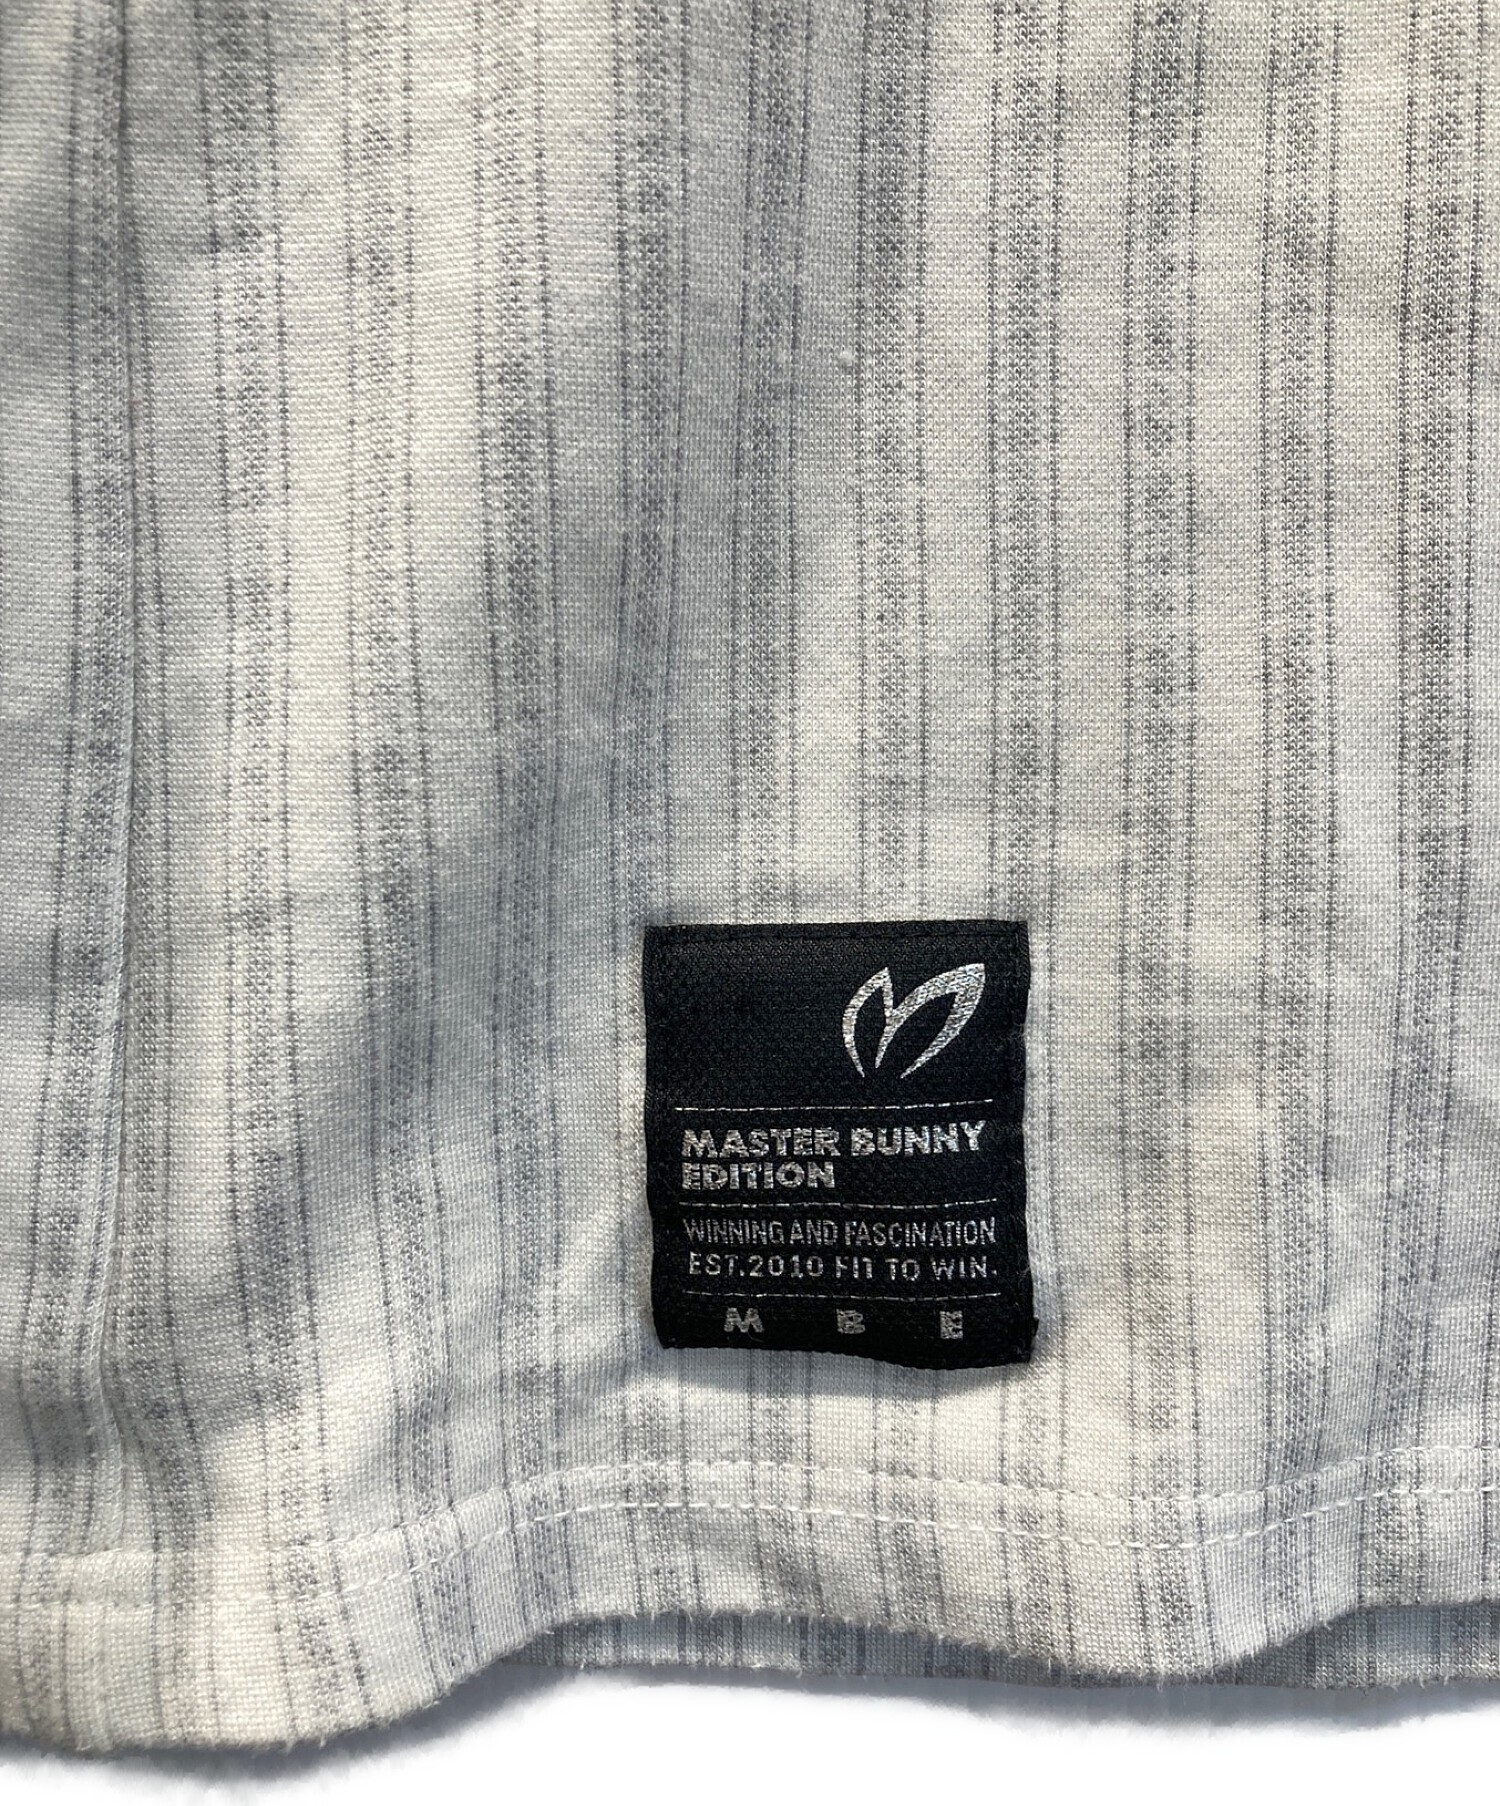 MASTER BUNNY
EDITION
WINNING AND FASCINATION
EST.2010 FIT TO WIN.
M B E